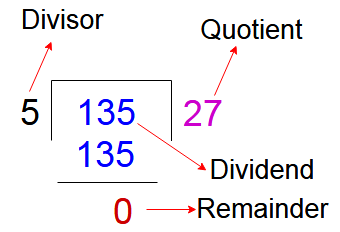 Divisor
Quotient
5 135 27
135
Dividend
0 Remainder